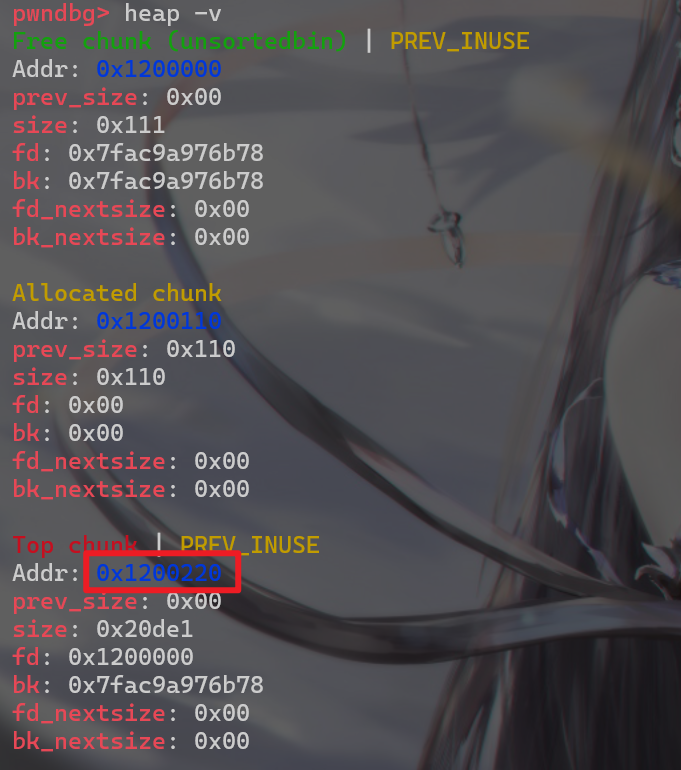 pwndbg> heap -v
Free chunk (unsortedbin) | PREV_INUSE
Addr: 0x1200000
prev_size: 0x00
size: 0x111
fd: 0x7fac9a976b78
bk: 0x7fac9a976b78
fd_nextsize: 0x00
bk_nextsize: 0x00
Allocated chunk
Addr: 0x1200110
prev_size: 0x110
size: 0x110
fd: 0x00
bk: 0x00
fd_nextsize: 0x00
bk_nextsize: 0x00
Top chunk | PREV_INUSE
Addr: 0x1200220
prev_size: 0x00
size: 0x20de1
fd: 0x1200000
bk: 0x7fac9a976b78
fd_nextsize: 0x00
bk_nextsize: 0x00